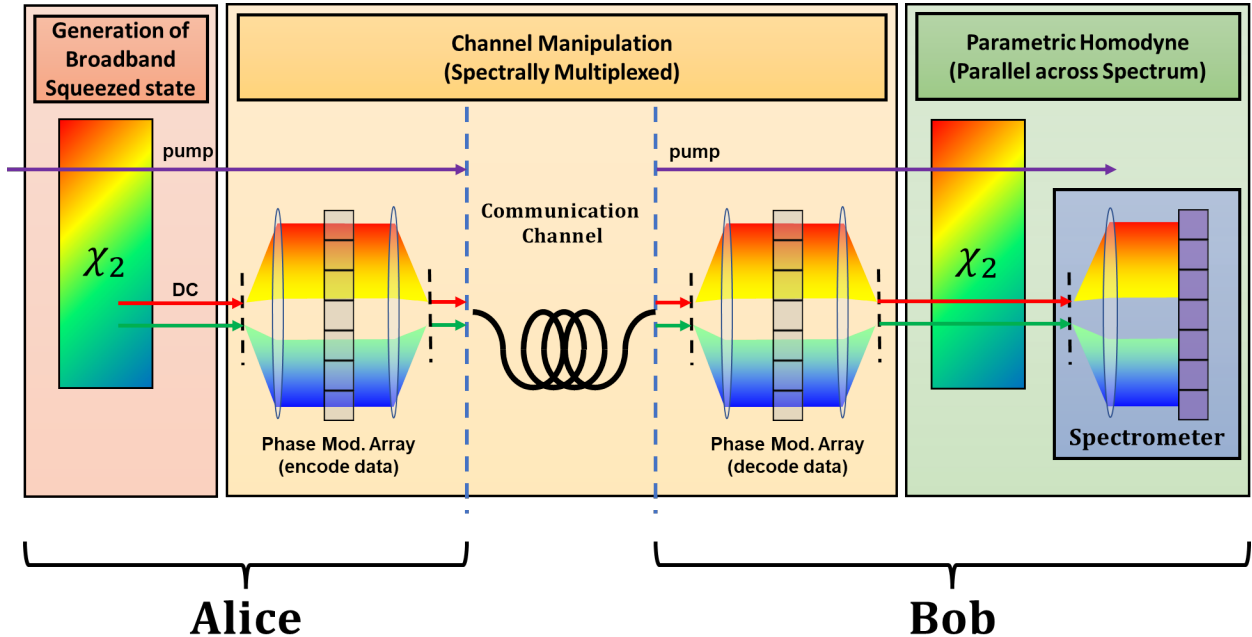 Generation of
Broadband
Squeezed state
Channel Manipulation
(Spectrally Multiplexed)
Parametric Homodyne
(Parallel across Spectrum)
pump
pump
χ2
DC
Communication
Channel
χ2
Phase Mod. Array
(encode data)
Phase Mod. Array
(decode data)
Spectrometer
Alice
Bob